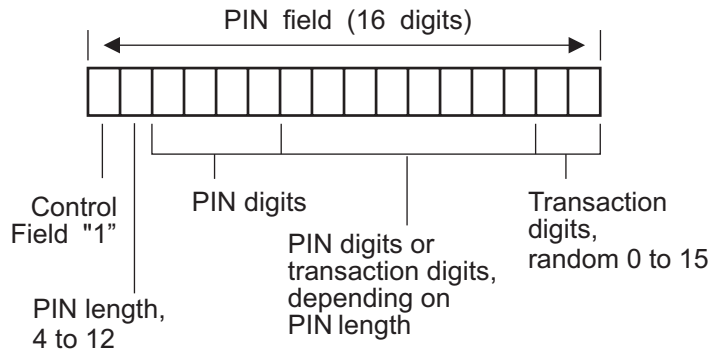 PIN field (16 digits)
Control
Field "1”
PIN length,
4 to 12
PIN digits
PIN digits or
transaction digits,
depending on
PIN length
Transaction
digits,
random 0 to 15